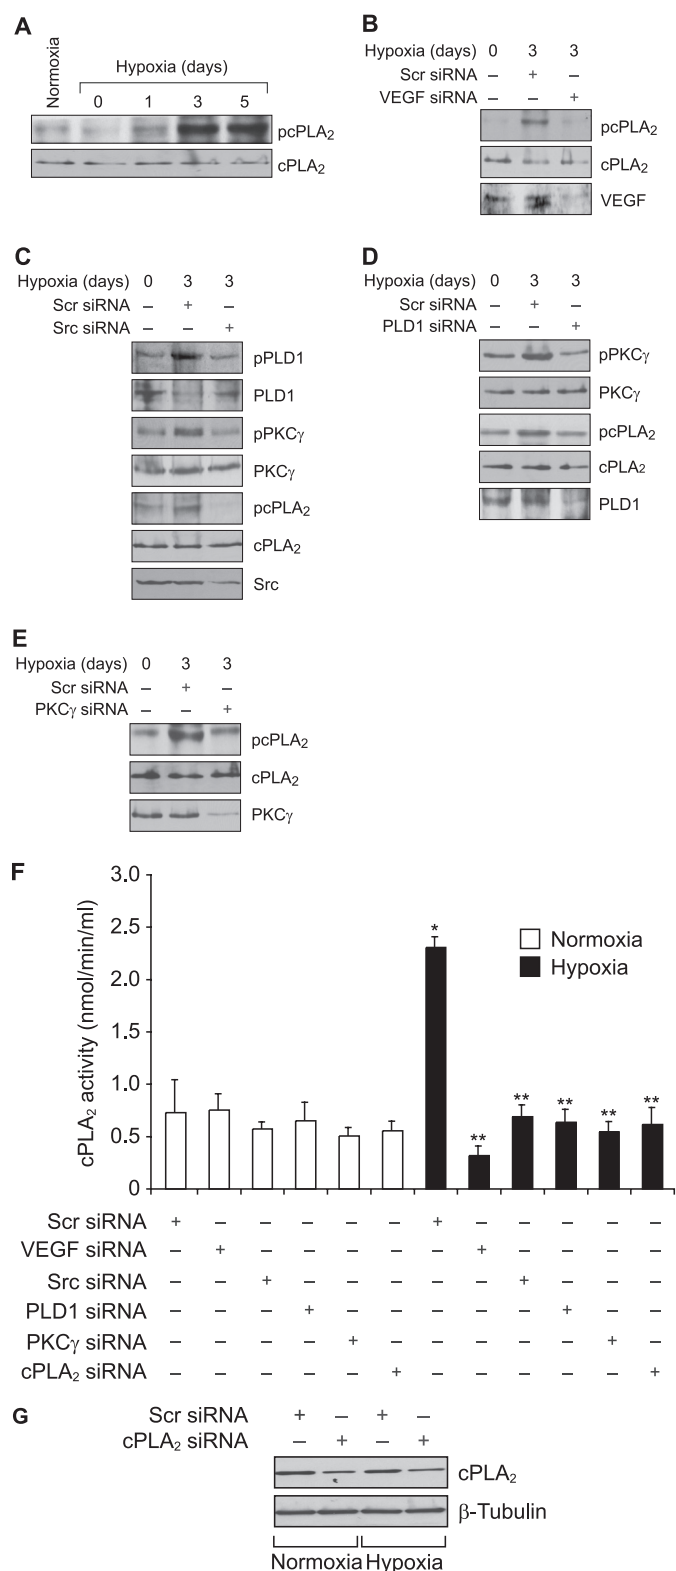 A
Normoxia
Hypoxia (days)
0 1 3 5
pcPLA2
cPLA2
B
Hypoxia (days) 0 3 3
Scr siRNA – + –
VEGF siRNA – – +
pcPLA2
cPLA2
VEGF
C
Hypoxia (days) 0 3 3
Scr siRNA – + –
Src siRNA – – +
pPLD1
PLD1
pPKCγ
PKCγ
pcPLA2
cPLA2
Src
D
Hypoxia (days) 0 3 3
Scr siRNA – + –
PLD1 siRNA – – +
pPKCγ
PKCγ
pcPLA2
cPLA2
PLD1
E
Hypoxia (days) 0 3 3
Scr siRNA – + –
PKCγ siRNA – – +
pcPLA2
cPLA2
PKCγ
F
cPLA2 activity (nmol/min/ml)
3.0
2.5
2.0
1.5
1.0
0.5
0
Normoxia
Hypoxia
*
** ** ** ** **
Scr siRNA + – – – – – + – – – – –
VEGF siRNA – + – – – – – + – – – –
Src siRNA – – + – – – – – + – – –
PLD1 siRNA – – – + – – – – – + – –
PKCγ siRNA – – – – + – – – – – + –
cPLA2 siRNA – – – – – + – – – – – +
G
Scr siRNA + – + –
cPLA2 siRNA – + – +
cPLA2
β-Tubulin
Normoxia Hypoxia